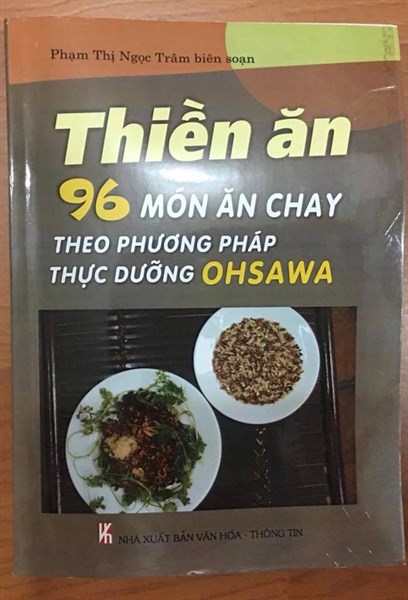 Phạm Thị Ngọc Trâm biên soạn
Thiền ăn
96 MÓN ĂN CHAY
THEO PHƯƠNG PHÁP
THỰC DƯỠNG OHSAWA
NHÀ XUẤT BẢN VĂN HÓA - THÔNG TIN